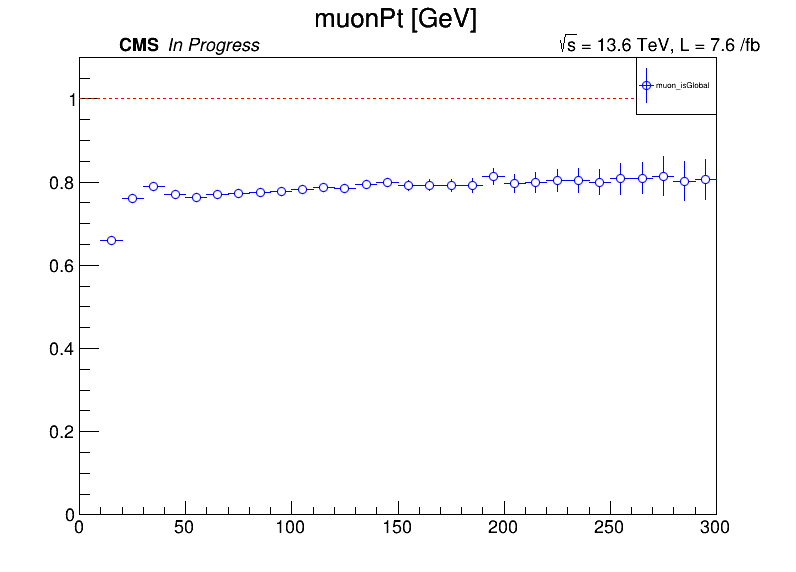 muonPt [GeV]
CMS In Progress
√s = 13.6 TeV, L = 7.6 /fb
muon_isGlobal
1
0.8
0.6
0.4
0.2
0
0 50 100 150 200 250 300